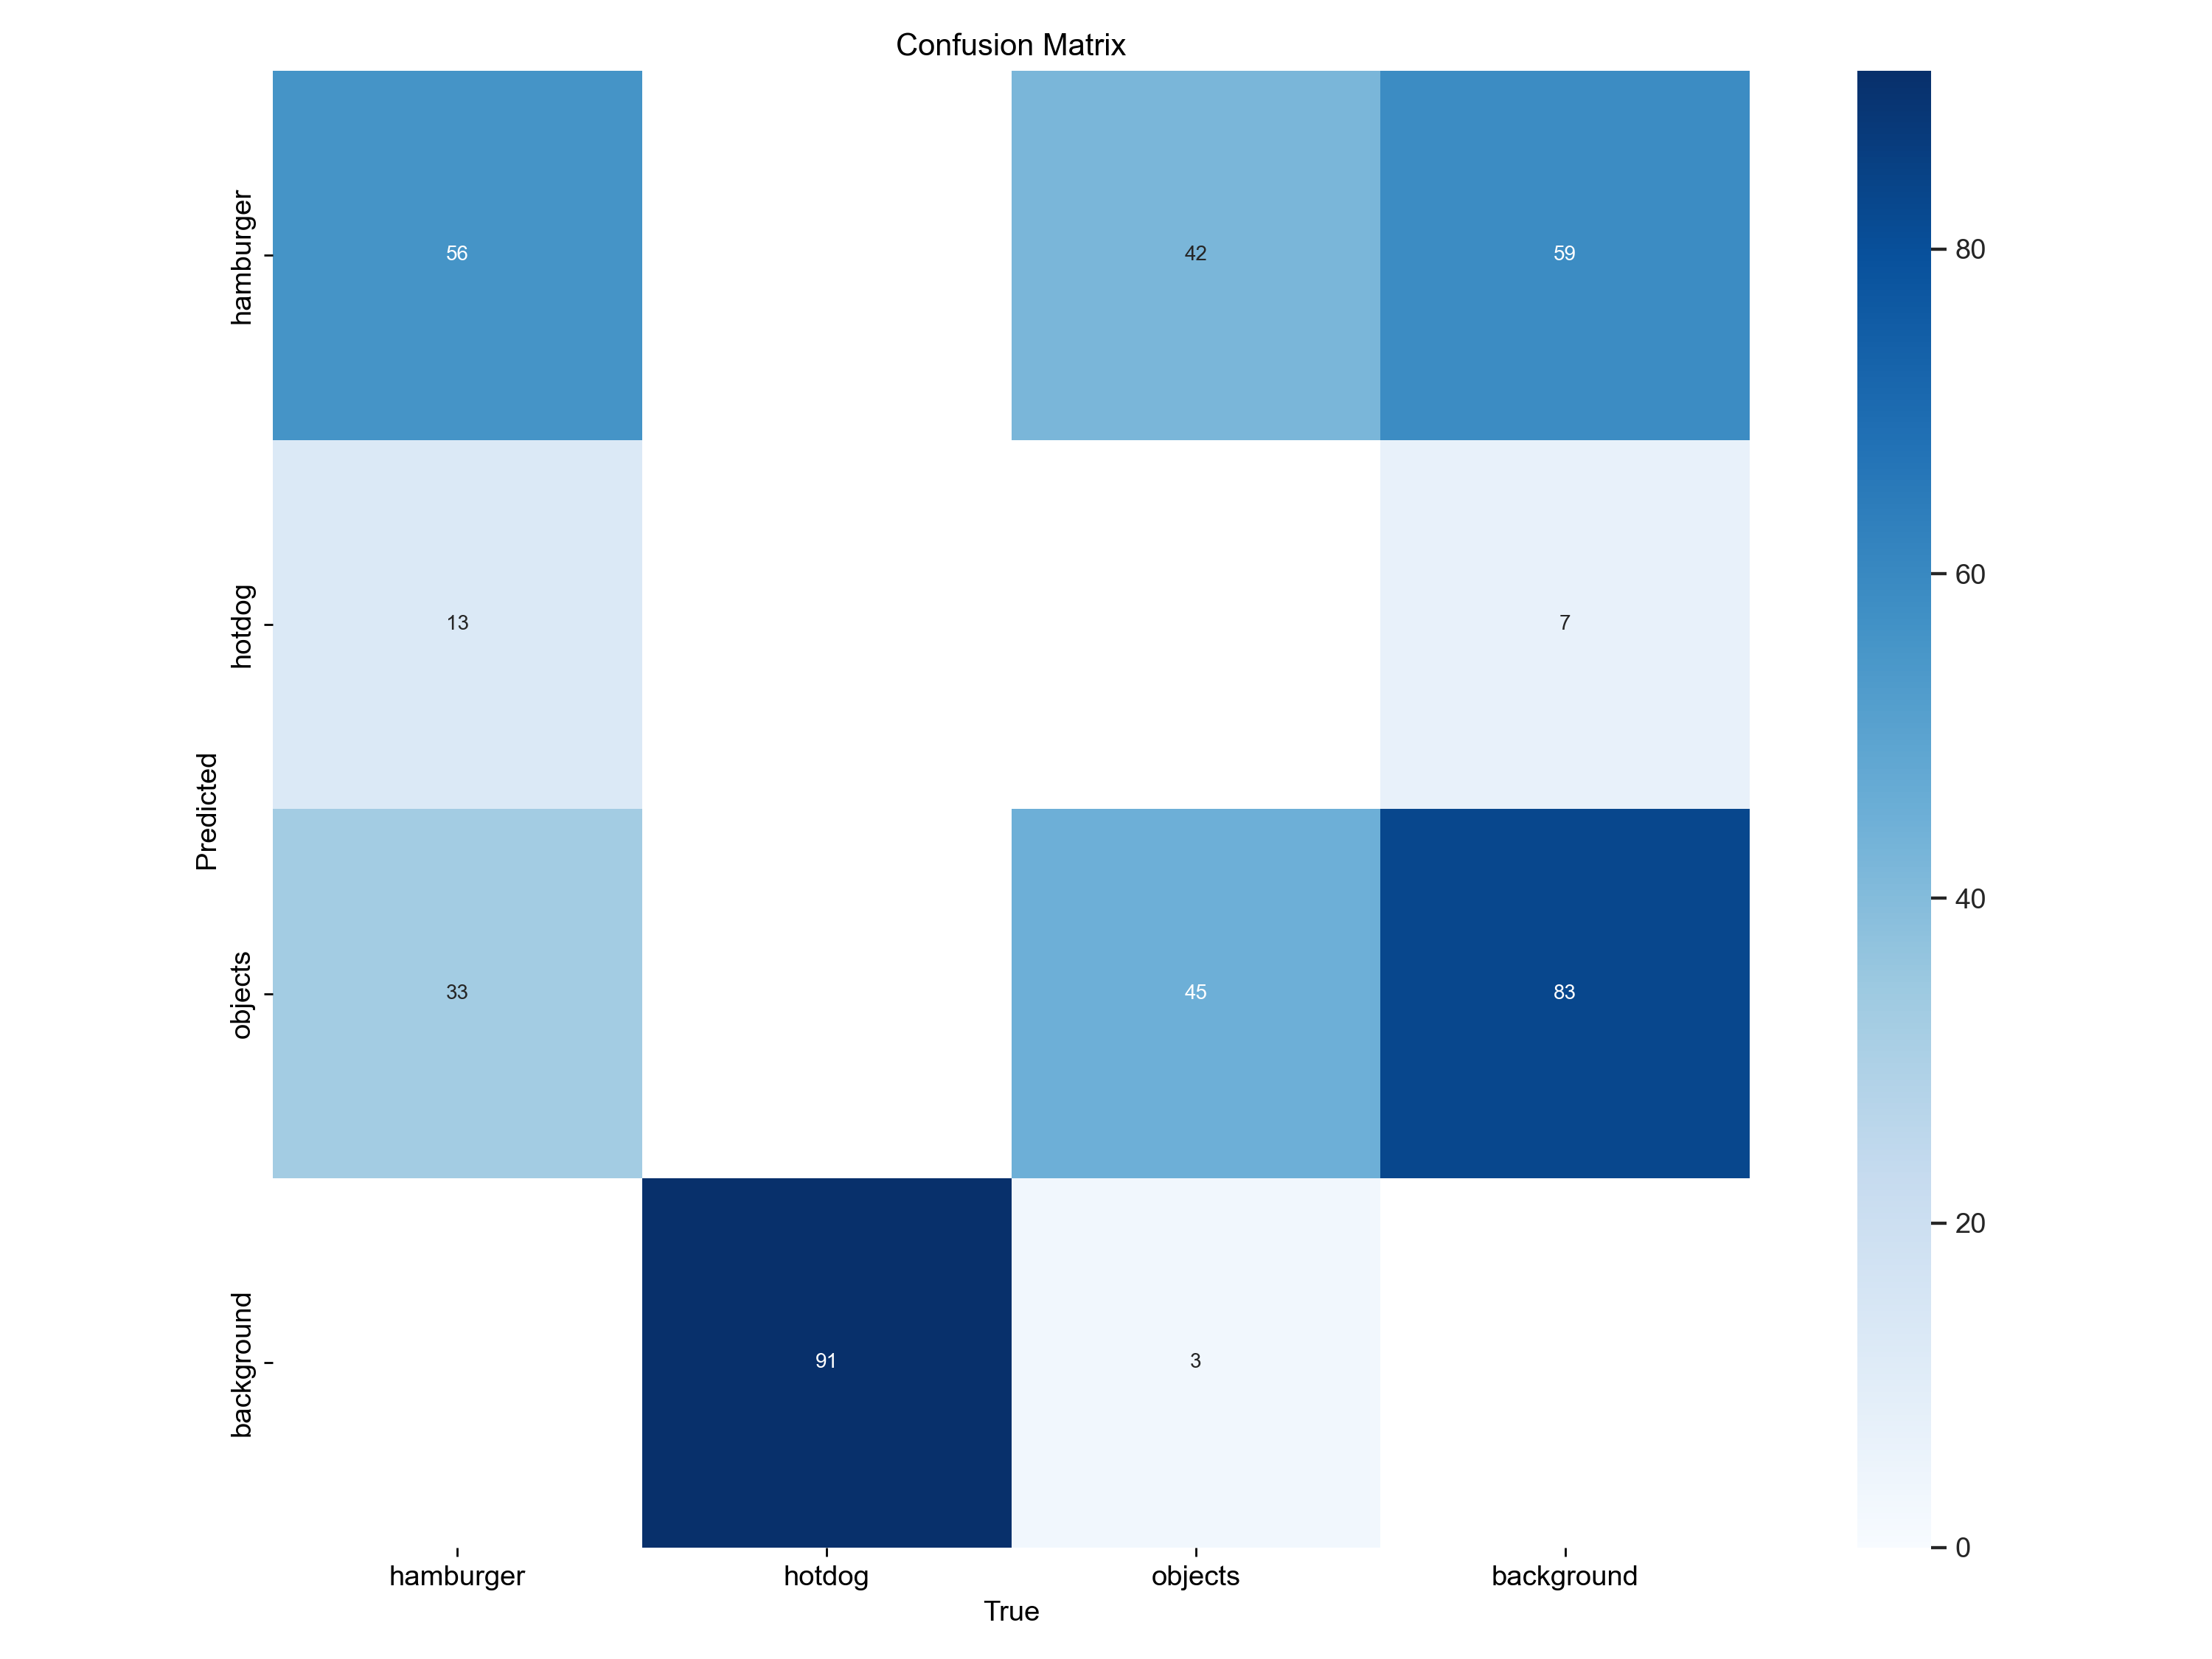 Confusion Matrix
hamburger
56
42
59
hotdog
13
7
objects
33
45
83
background
91
3
Predicted
hamburger
hotdog
objects
background
True
80
60
40
20
0